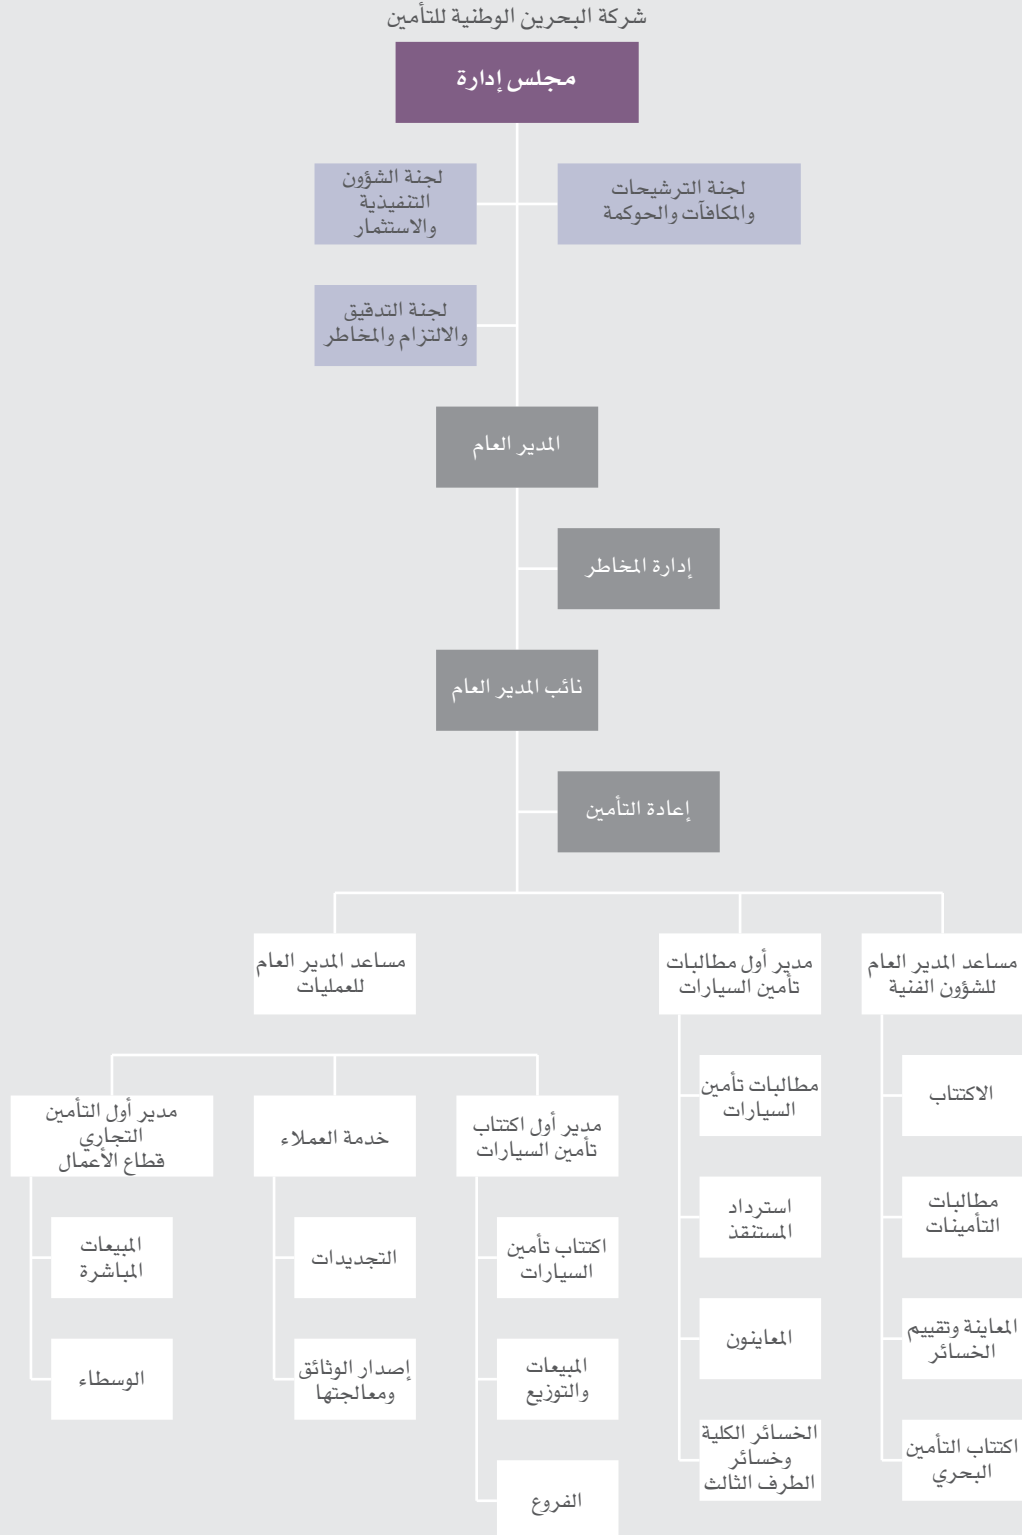 شركة البحرين الوطنية للتأمين
مجلس إدارة
لجنة الترشيحات
والمكافآت والحوكمة
لجنة الشؤون
التنفيذية
والاستثمار
لجنة التدقيق
والالتزام والمخاطر
المدير العام
إدارة المخاطر
نائب المدير العام
إعادة التأمين
مساعد المدير العام
للشؤون الفنية
الاكتتاب
مطالبات
التأمينات
المعاينة وتقييم
الخسائر
اكتتاب التأمين
البحري
مدير أول مطالبات
تأمين السيارات
مطالبات تأمين
السيارات
استرداد
المستنقذ
المعاينون
الخسائر الكلية
وخسائر
الطرف الثالث
مساعد المدير العام
للعمليات
مدير أول اكتتاب
تأمين السيارات
اكتتاب تأمين
السيارات
المبيعات
والتوزيع
الفروع
خدمة العملاء
التجديدات
إصدار الوثائق
ومعالجتها
مدير أول التأمين
التجاري
قطاع الأعمال
المبيعات
المباشرة
الوسطاء